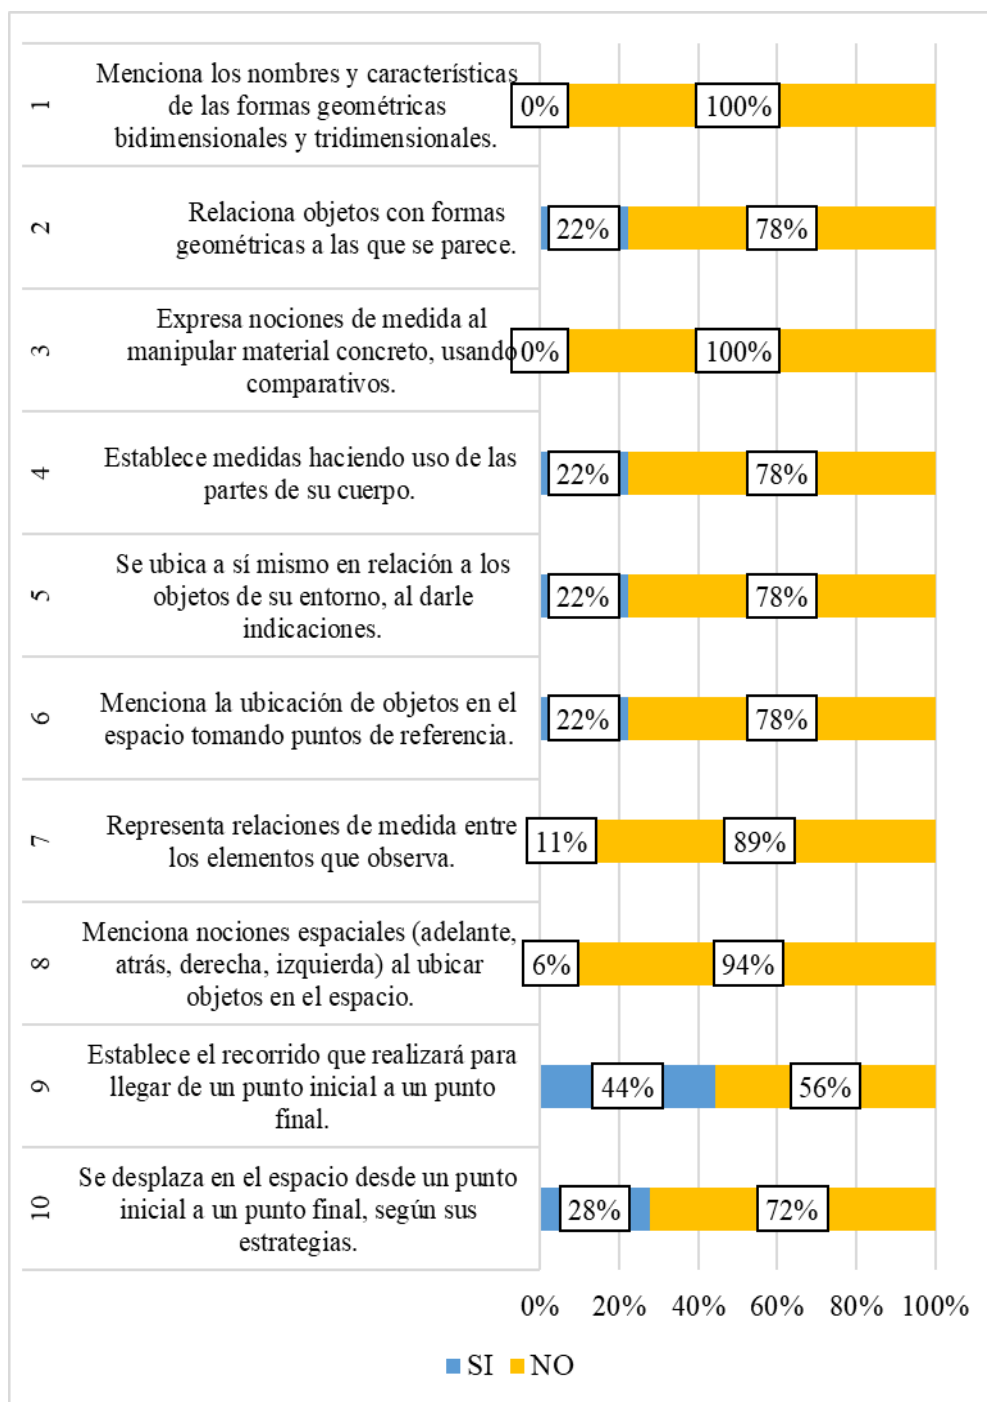 1
Menciona los nombres y características
de las formas geométricas
bidimensionales y tridimensionales.
0%
100%
2
Relaciona objetos con formas
geométricas a las que se parece.
22%
78%
3
Expresa nociones de medida al
manipular material concreto, usando
comparativos.
0%
100%
4
Establece medidas haciendo uso de las
partes de su cuerpo.
22%
78%
5
Se ubica a sí mismo en relación a los
objetos de su entorno, al darle
indicaciones.
22%
78%
6
Menciona la ubicación de objetos en el
espacio tomando puntos de referencia.
22%
78%
7
Representa relaciones de medida entre
los elementos que observa.
11%
89%
8
Menciona nociones espaciales (adelante,
atrás, derecha, izquierda) al ubicar
objetos en el espacio.
6%
94%
9
Establece el recorrido que realizará para
llegar de un punto inicial a un punto
final.
44%
56%
10
Se desplaza en el espacio desde un punto
inicial a un punto final, según sus
estrategias.
28%
72%
0% 20% 40% 60% 80% 100%
SI NO